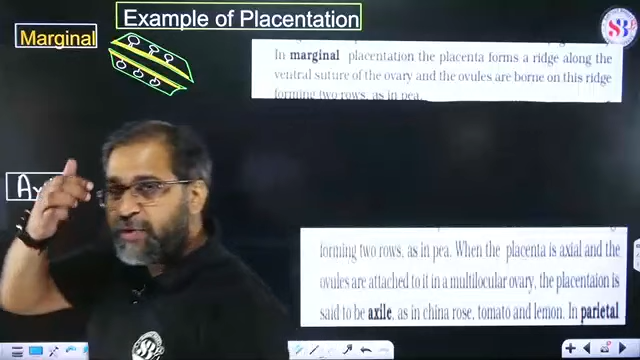 Example of Placentation
Marginal
In marginal placentation the placenta forms a ridge along the
ventral suture of the ovary and the ovules are borne on this ridge
forming two rows, as in pea.
forming two rows, as in pea. When the placenta is axial and the
ovules are attached to it in a multilocular ovary, the placentaion is
said to be axile, as in china rose, tomato and lemon. In parietal